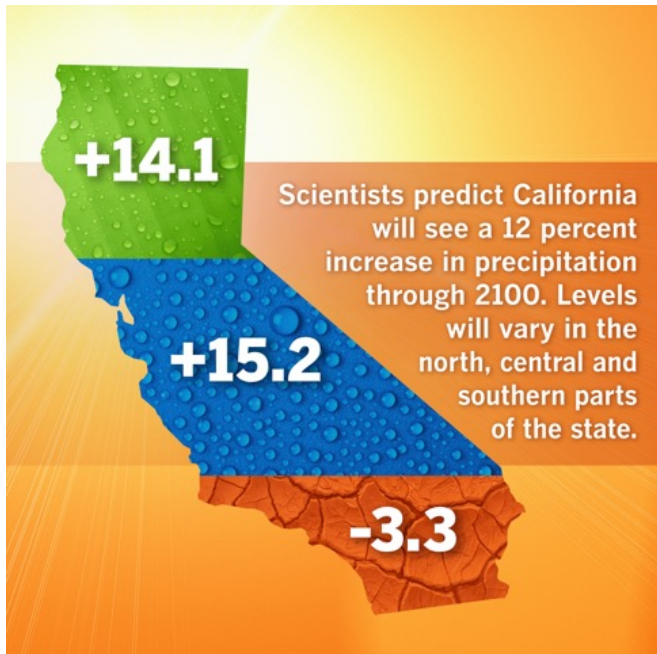 +14.1
Scientists predict California
will see a 12 percent
increase in precipitation
through 2100. Levels
will vary in the
north, central and
southern parts
of the state.
+15.2
-3.3